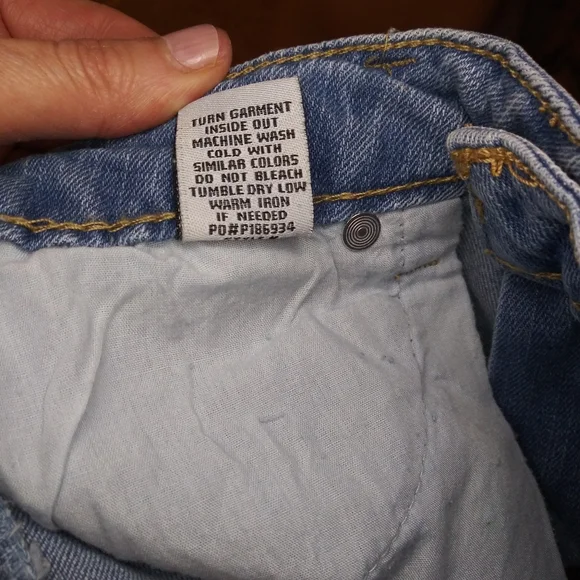 TURN GARMENT
INSIDE OUT
MACHINE WASH
COLD WITH
SIMILAR COLORS
DO NOT BLEACH
TUMBLE DRY LOW
WARM IRON
IF NEEDED
PO#P186934